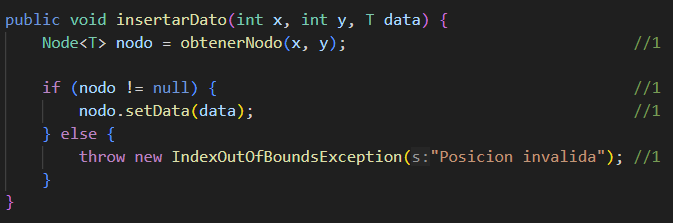 public void insertarDato(int x, int y, T data) {
Node<T> nodo = obtenerNodo(x, y); //1
if (nodo != null) { //1
nodo.setData(data); //1
} else {
throw new IndexOutOfBoundsException(s:"Posicion invalida"); //1
}
}